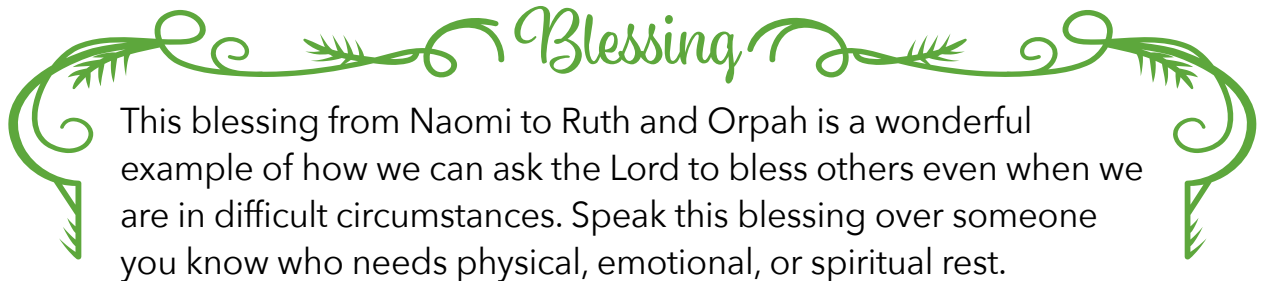 Blessing
This blessing from Naomi to Ruth and Orpah is a wonderful
example of how we can ask the Lord to bless others even when we
are in difficult circumstances. Speak this blessing over someone
you know who needs physical, emotional, or spiritual rest.